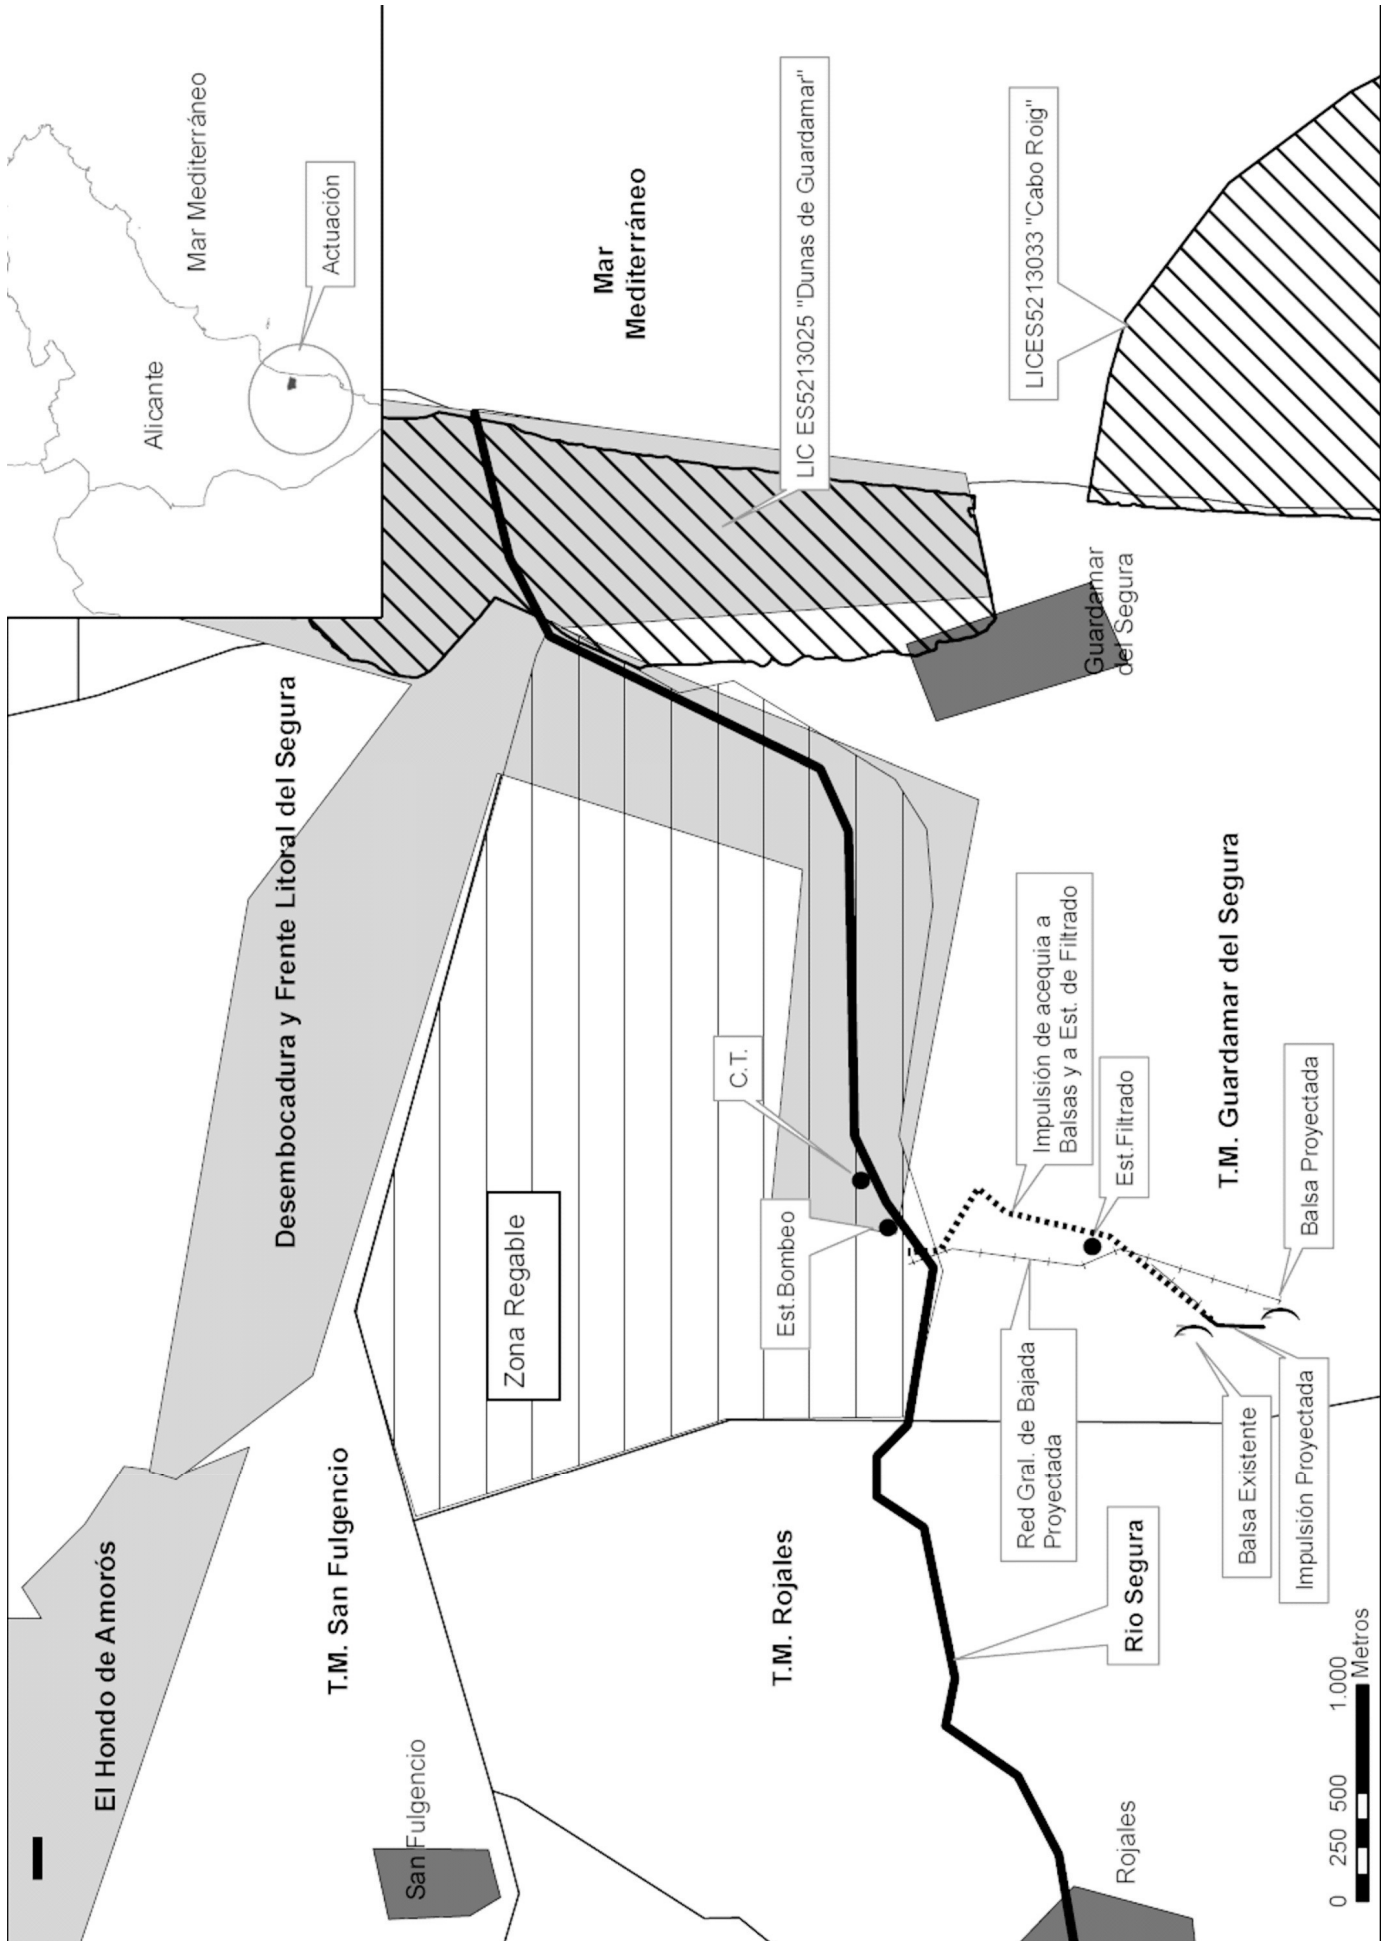 El Hondo de Amorós
Desembocadura y Frente Litoral del Segura
Mar Mediterráneo
Alicante
Actuación
T.M. San Fulgencio
San Fulgencio
Zona Regable
Mar
Mediterráneo
LIC ES5213025 "Dunas de Guardamar"
LICES5213033 "Cabo Roig"
C.T.
Est.Bombeo
T.M. Rojales
Guardamar
del Segura
Impulsión de acequia a
Balsas y a Est. de Filtrado
Est.Filtrado
Red Gral. de Bajada
Proyectada
Rio Segura
Rojales
T.M. Guardamar del Segura
Balsa Proyectada
Balsa Existente
Impulsión Proyectada
0 250 500 1.000
Metros